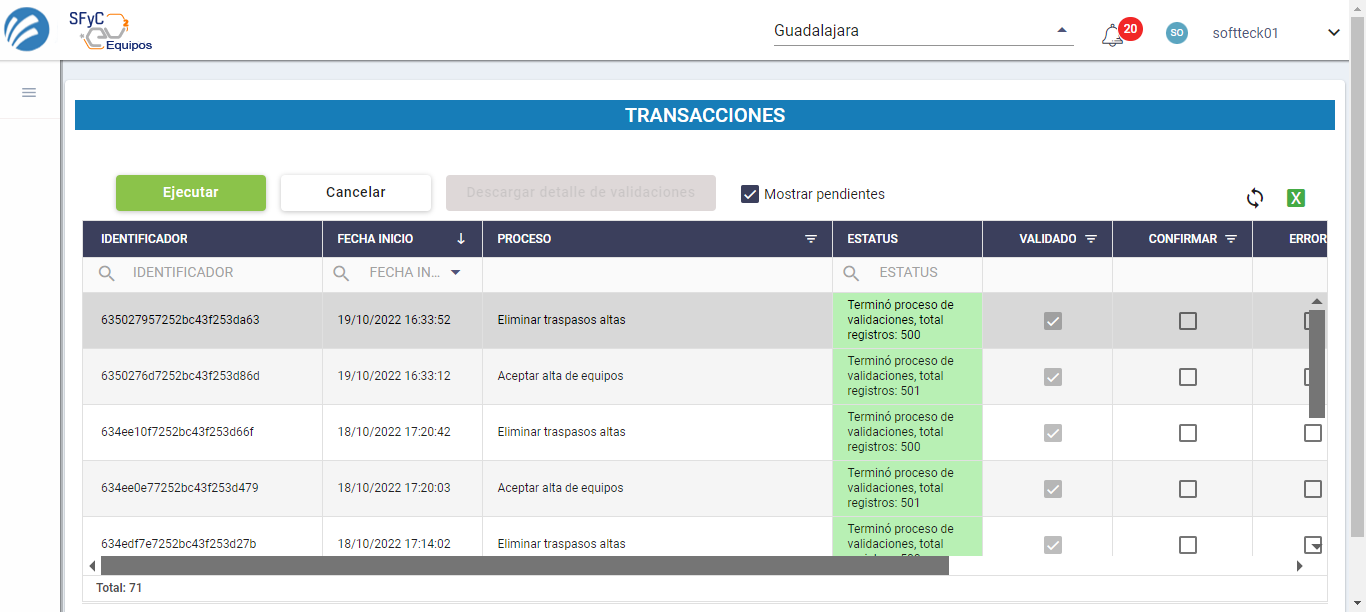 SFyC
Equipos
Guadalajara
20
SO
softteck01
TRANSACCIONES
Ejecutar
Cancelar
Descargar detalle de validaciones
Mostrar pendientes
X
IDENTIFICADOR
FECHA INICIO
PROCESO
ESTATUS
VALIDADO
CONFIRMAR
ERROR
IDENTIFICADOR
FECHA IN...
ESTATUS
635027957252bc43f253da63
19/10/2022 16:33:52
Eliminar traspasos altas
Terminó proceso de
validaciones, total
registros: 500
6350276d7252bc43f253d86d
19/10/2022 16:33:12
Aceptar alta de equipos
Terminó proceso de
validaciones, total
registros: 501
634ee10f7252bc43f253d66f
18/10/2022 17:20:42
Eliminar traspasos altas
Terminó proceso de
validaciones, total
registros: 500
634ee0e77252bc43f253d479
18/10/2022 17:20:03
Aceptar alta de equipos
Terminó proceso de
validaciones, total
registros: 501
634edf7e7252bc43f253d27b
18/10/2022 17:14:02
Eliminar traspasos altas
Terminó proceso de
validaciones, total
Total: 71